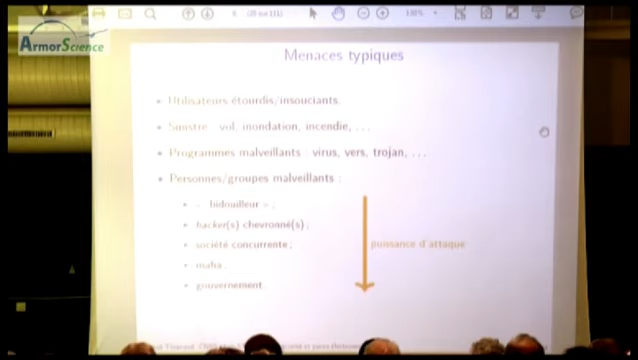 ArmorScience
130%
Menaces typiques
• Utilisateurs étourdis/insouciants.
• Sinistre : vol, inondation, incendie, ...
• Programmes malveillants : virus, vers, trojan, ...
• Personnes/groupes malveillants :
• « bidouilleur » ;
• hacker(s) chevronné(s) ;
• société concurrente ;
• mafia ;
• gouvernement.
puissance d'attaque